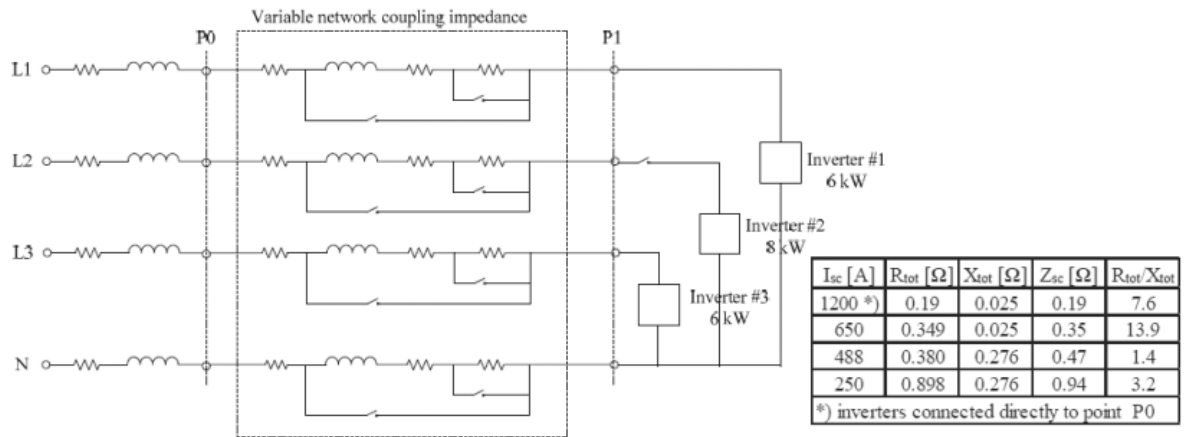 Variable network coupling impedance
P0
P1
L1
L2
L3
N
Inverter #1
6 kW
Inverter #2
8 kW
Inverter #3
6 kW
Isc [A] Rtot [Ω] Xtot [Ω] Zsc [Ω] Rtot/Xtot
1200 *) 0.19 0.025 0.19 7.6
650 0.349 0.025 0.35 13.9
488 0.380 0.276 0.47 1.4
250 0.898 0.276 0.94 3.2
*) inverters connected directly to point P0